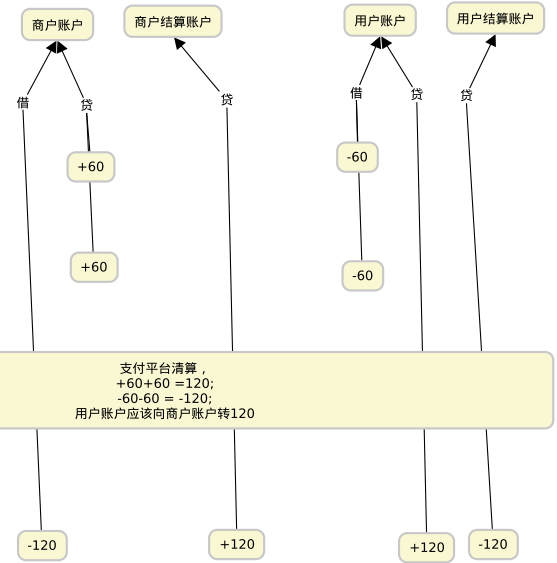 商户账户
商户结算账户
用户账户
用户结算账户
借
贷
贷
借
贷
贷
+60
-60
+60
-60
支付平台清算，
+60+60 =120;
-60-60 = -120;
用户账户应该向商户账户转120
-120
+120
+120
-120